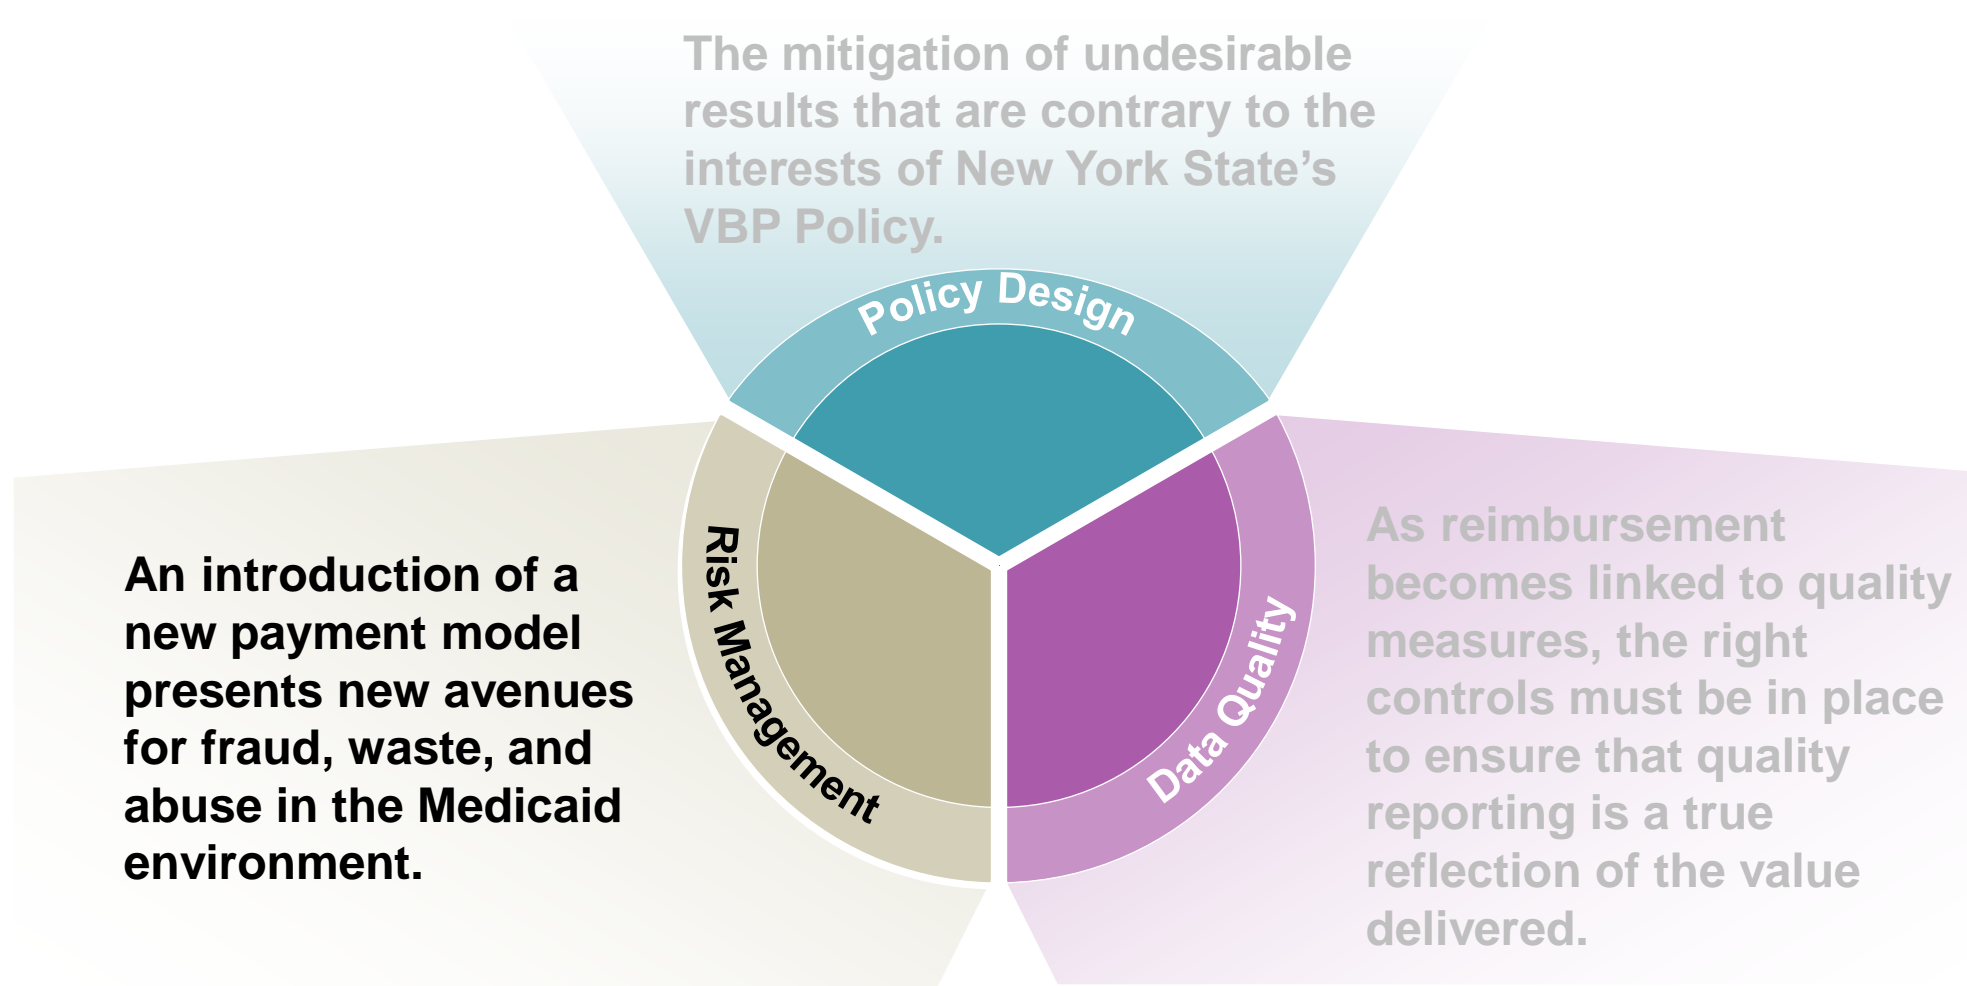 The mitigation of undesirable
results that are contrary to the
interests of New York State’s
VBP Policy.
Policy Design
Risk Management
Data Quality
An introduction of a
new payment model
presents new avenues
for fraud, waste, and
abuse in the Medicaid
environment.
As reimbursement
becomes linked to quality
measures, the right
controls must be in place
to ensure that quality
reporting is a true
reflection of the value
delivered.